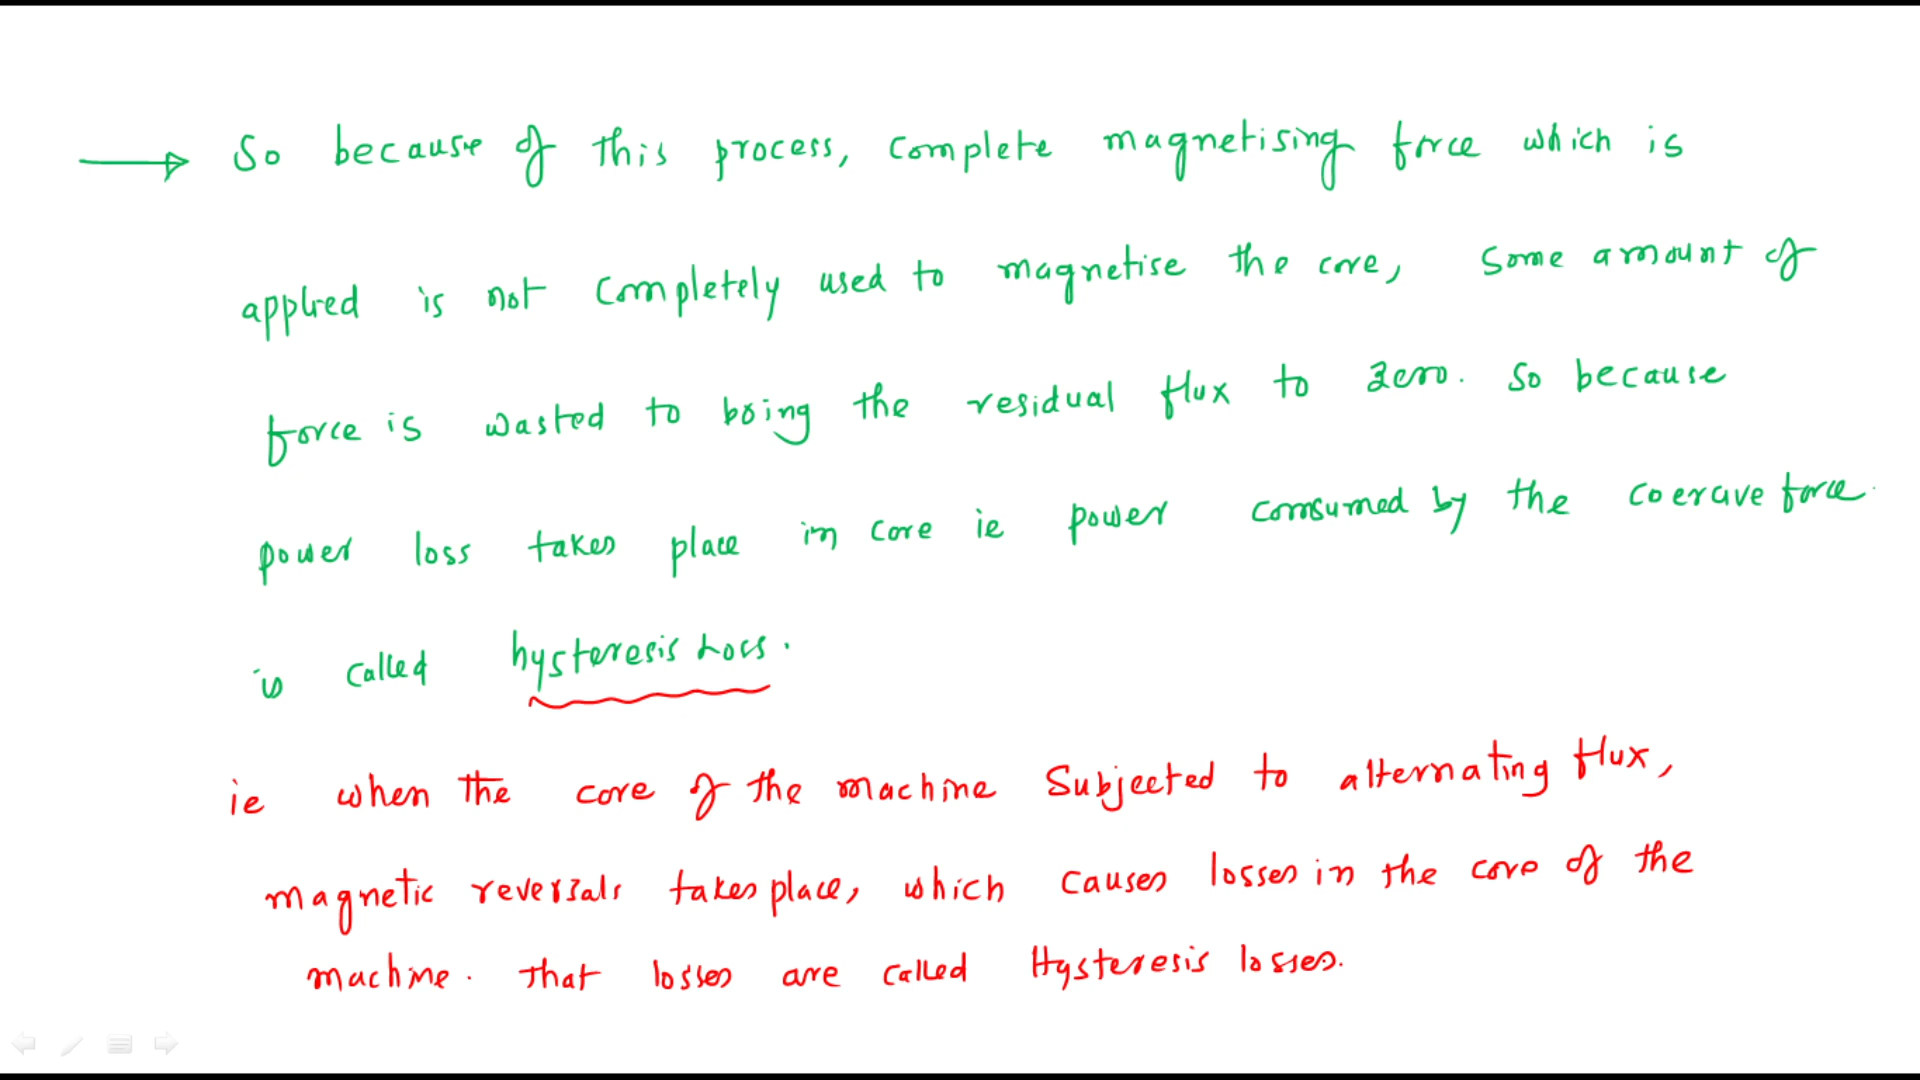 So because of this process, complete magnetising force which is
applied is not completely used to magnetise the core, some amount of
force is wasted to bring the residual flux to zero. So because
power loss takes place in core ie power consumed by the coercive force
is called hysteresis Loss.
ie when the core of the machine Subjected to alternating flux,
magnetic reversals takes place, which causes losses in the core of the
machine. That losses are called Hysteresis losses.